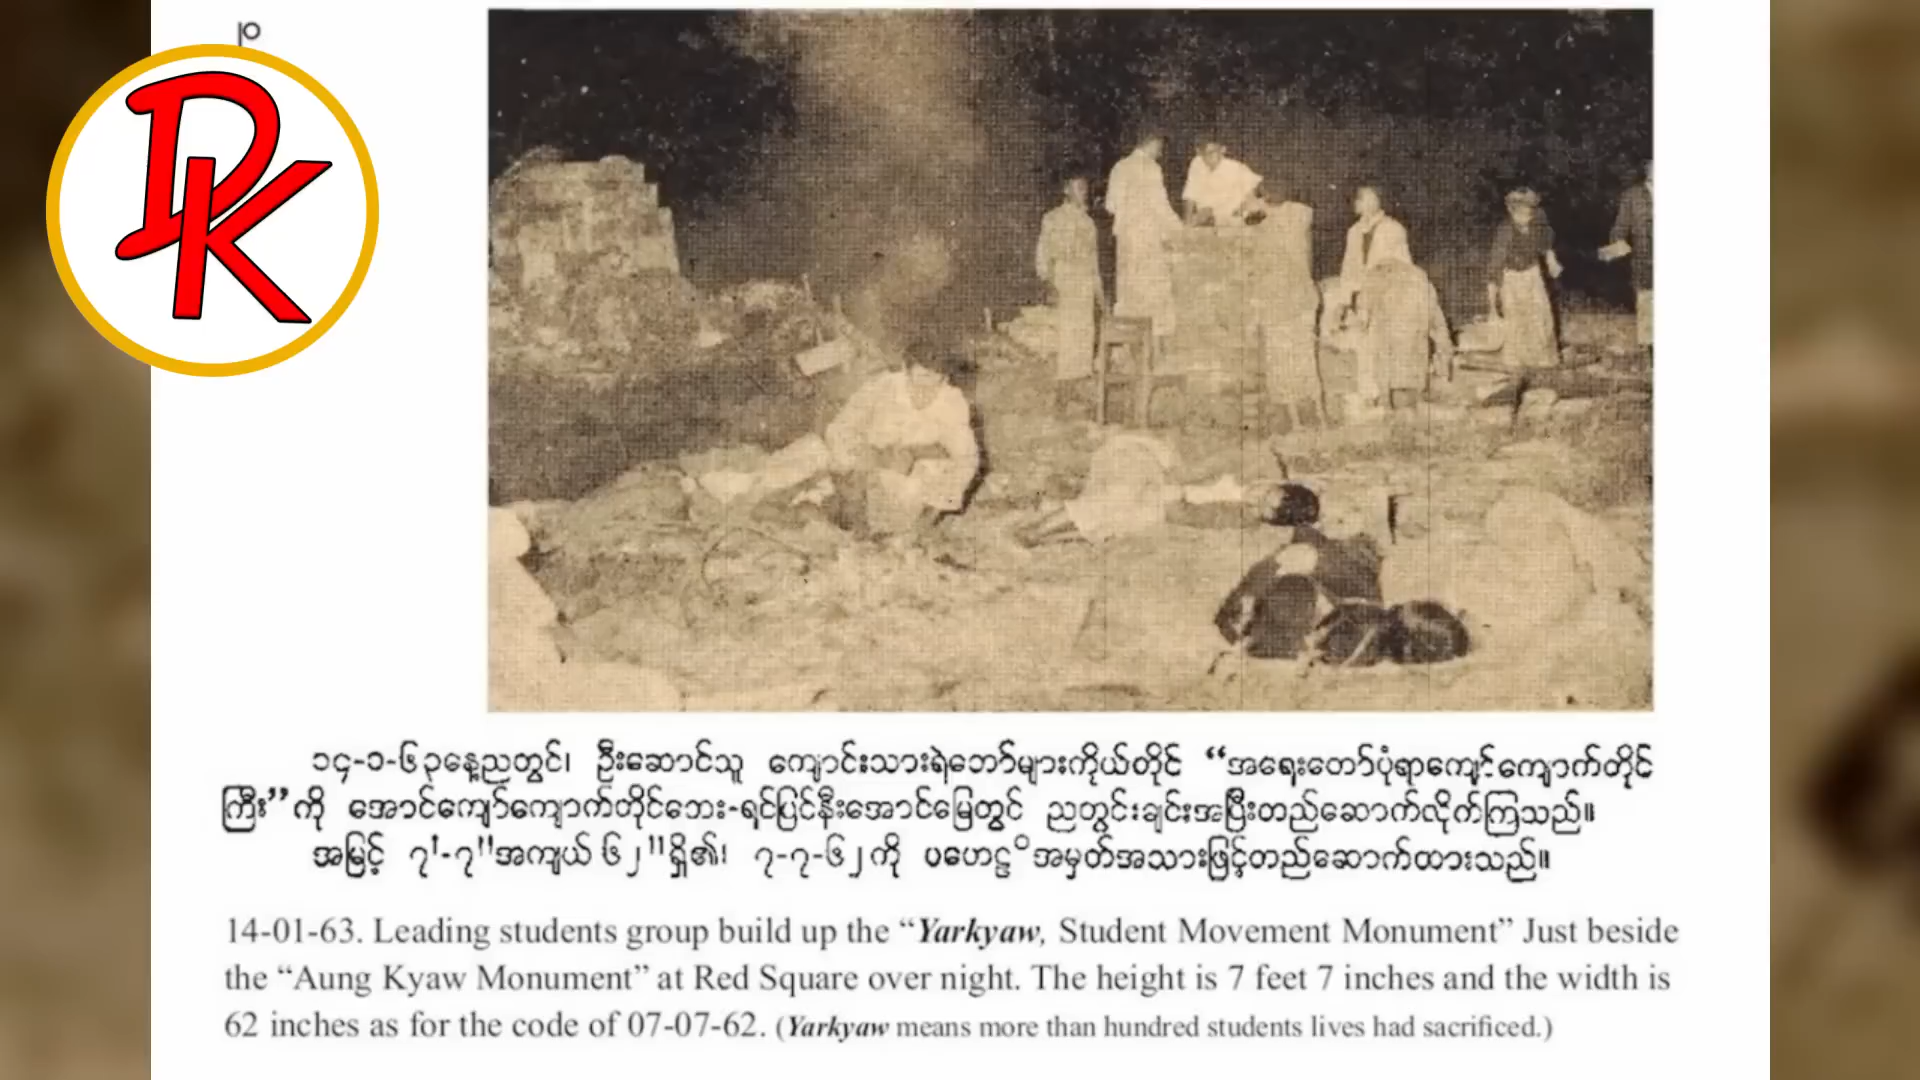 DK
၁၄-၁-၆၃နေ့ညတွင်၊ ဦးဆောင်သူ ကျောင်းသားရဲဘော်များကိုယ်တိုင် “အရေးတော်ပုံရာကျော်ကျောက်တိုင်
ကြီး”ကို အောင်ကျော်ကျောက်တိုင်ဘေး-ရင်ပြင်နီးအောင်မြေတွင် ညတွင်းချင်းအပြီးတည်ဆောက်လိုက်ကြသည်။
အမြင့် ၇'-၇"အကျယ် ၆၂"ရှိ၏၊ ၇-၇-၆၂ကို ပဟေဠိအမှတ်အသားဖြင့်တည်ဆောက်ထားသည်။
14-01-63. Leading students group build up the “Yarkyaw, Student Movement Monument” Just beside
the “Aung Kyaw Monument” at Red Square over night. The height is 7 feet 7 inches and the width is
62 inches as for the code of 07-07-62. (Yarkyaw means more than hundred students lives had sacrificed.)